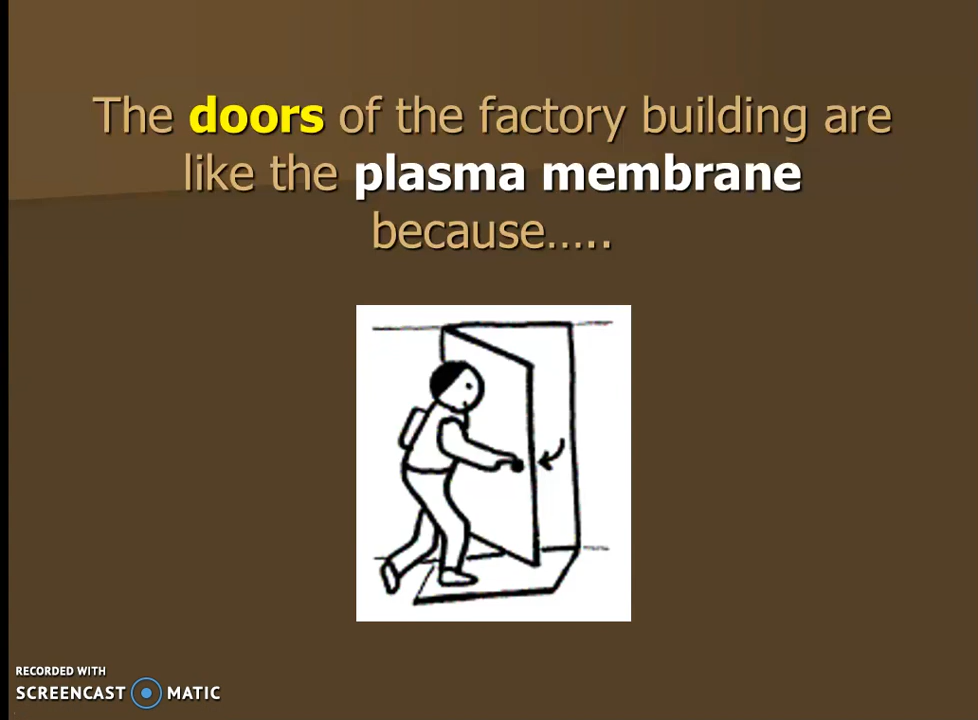 The doors of the factory building are
like the plasma membrane
because…..
RECORDED WITH
SCREENCAST MATIC